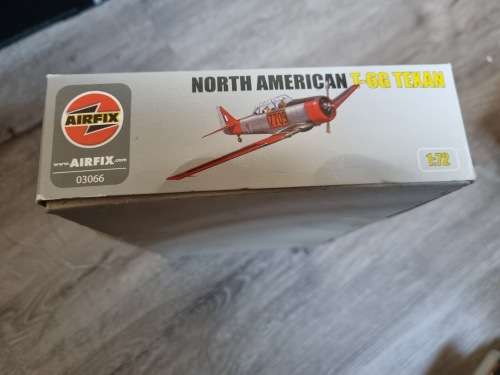 NORTH AMERICAN T-6G TEXAN
AIRFIX
www.AIRFIX.com
03066
1:72